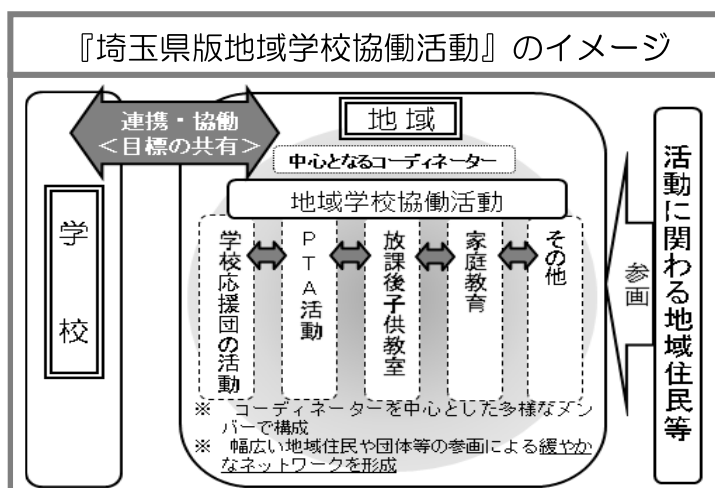 『埼玉県版地域学校協働活動』のイメージ
学校
連携・協働
＜目標の共有＞
地域
中心となるコーディネーター
地域学校協働活動
学校応援団の活動
ＰＴＡ活動
放課後子供教室
家庭教育
その他
※　コーディネーターを中心とした多様なメン
バーで構成
※　幅広い地域住民や団体等の参画による緩やか
なネットワークを形成
参画
活動に関わる地域住民等